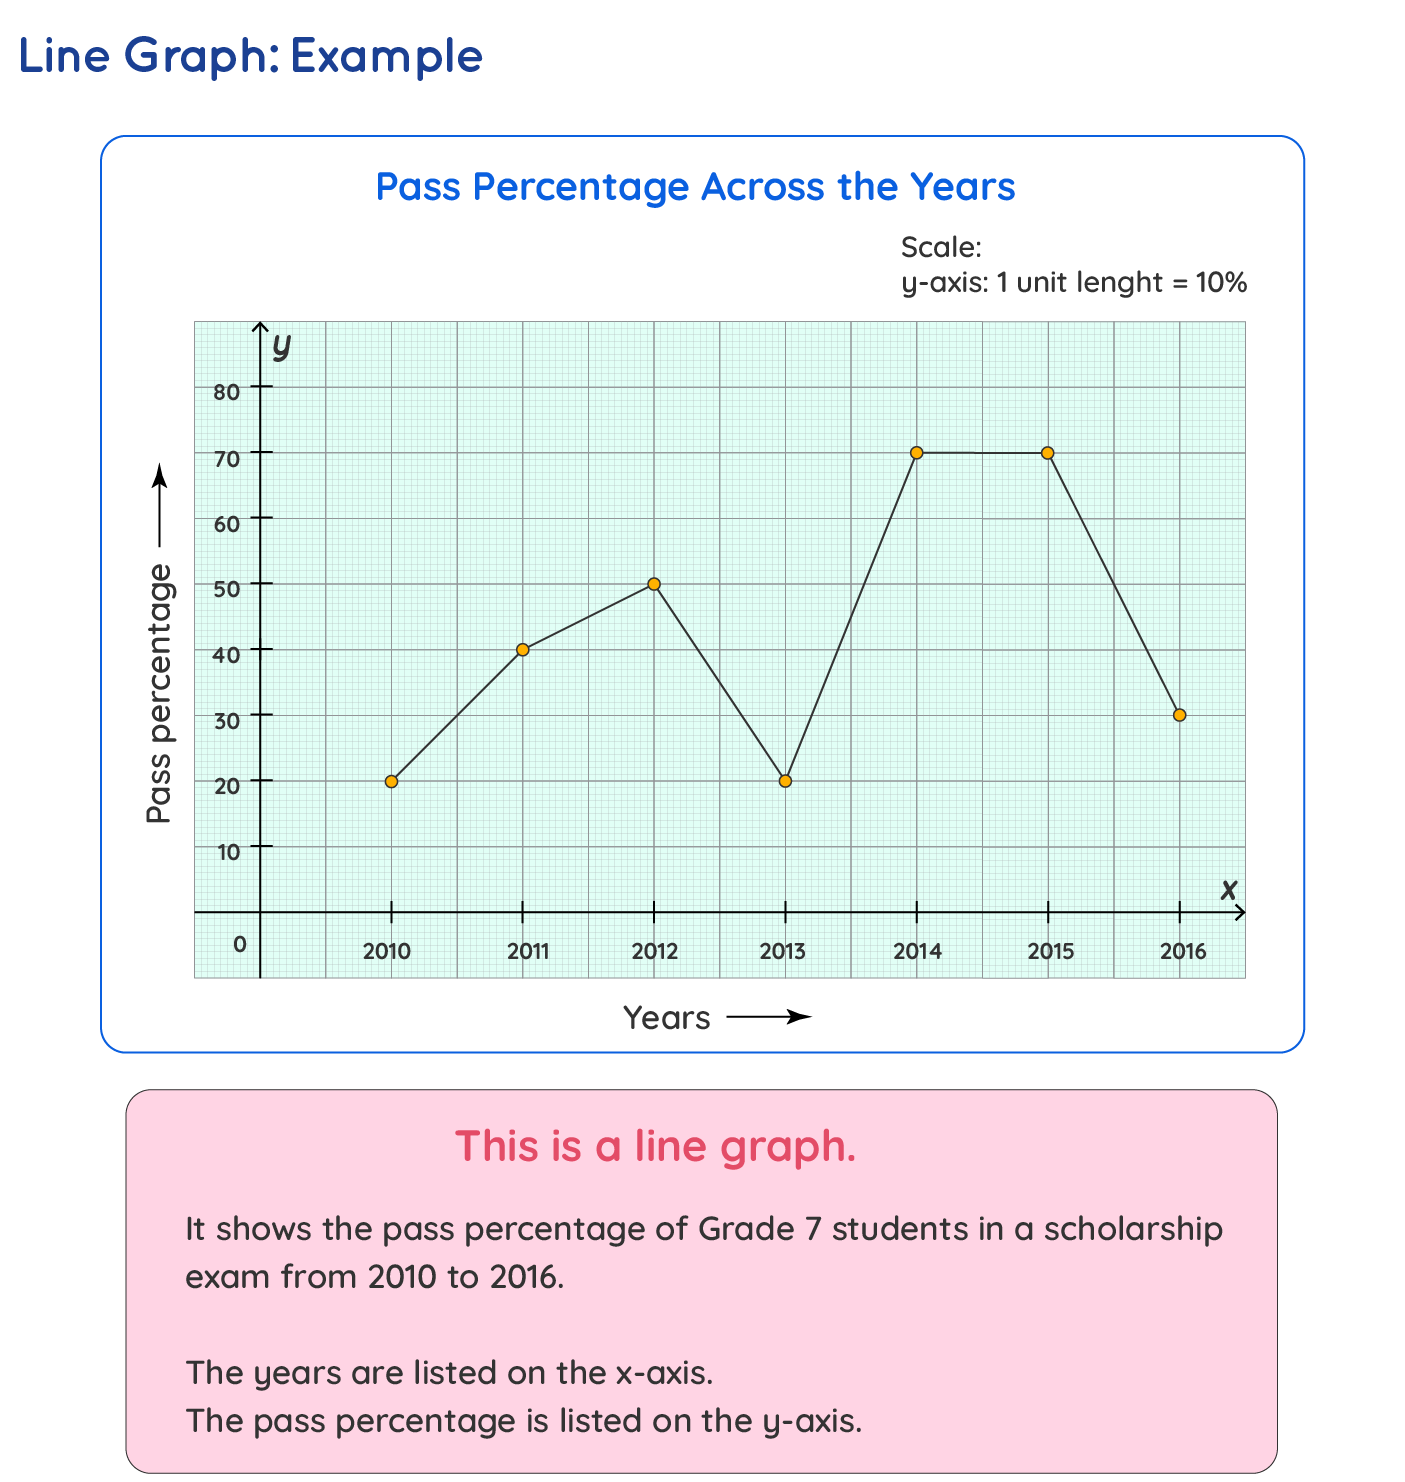 Line Graph: Example
Pass Percentage Across the Years
Scale:
y-axis: 1 unit lenght = 10%
y
80
70
60
50
40
30
20
10
Pass percentage
x
0
2010 2011 2012 2013 2014 2015 2016
Years
This is a line graph.
It shows the pass percentage of Grade 7 students in a scholarship
exam from 2010 to 2016.
The years are listed on the x-axis.
The pass percentage is listed on the y-axis.